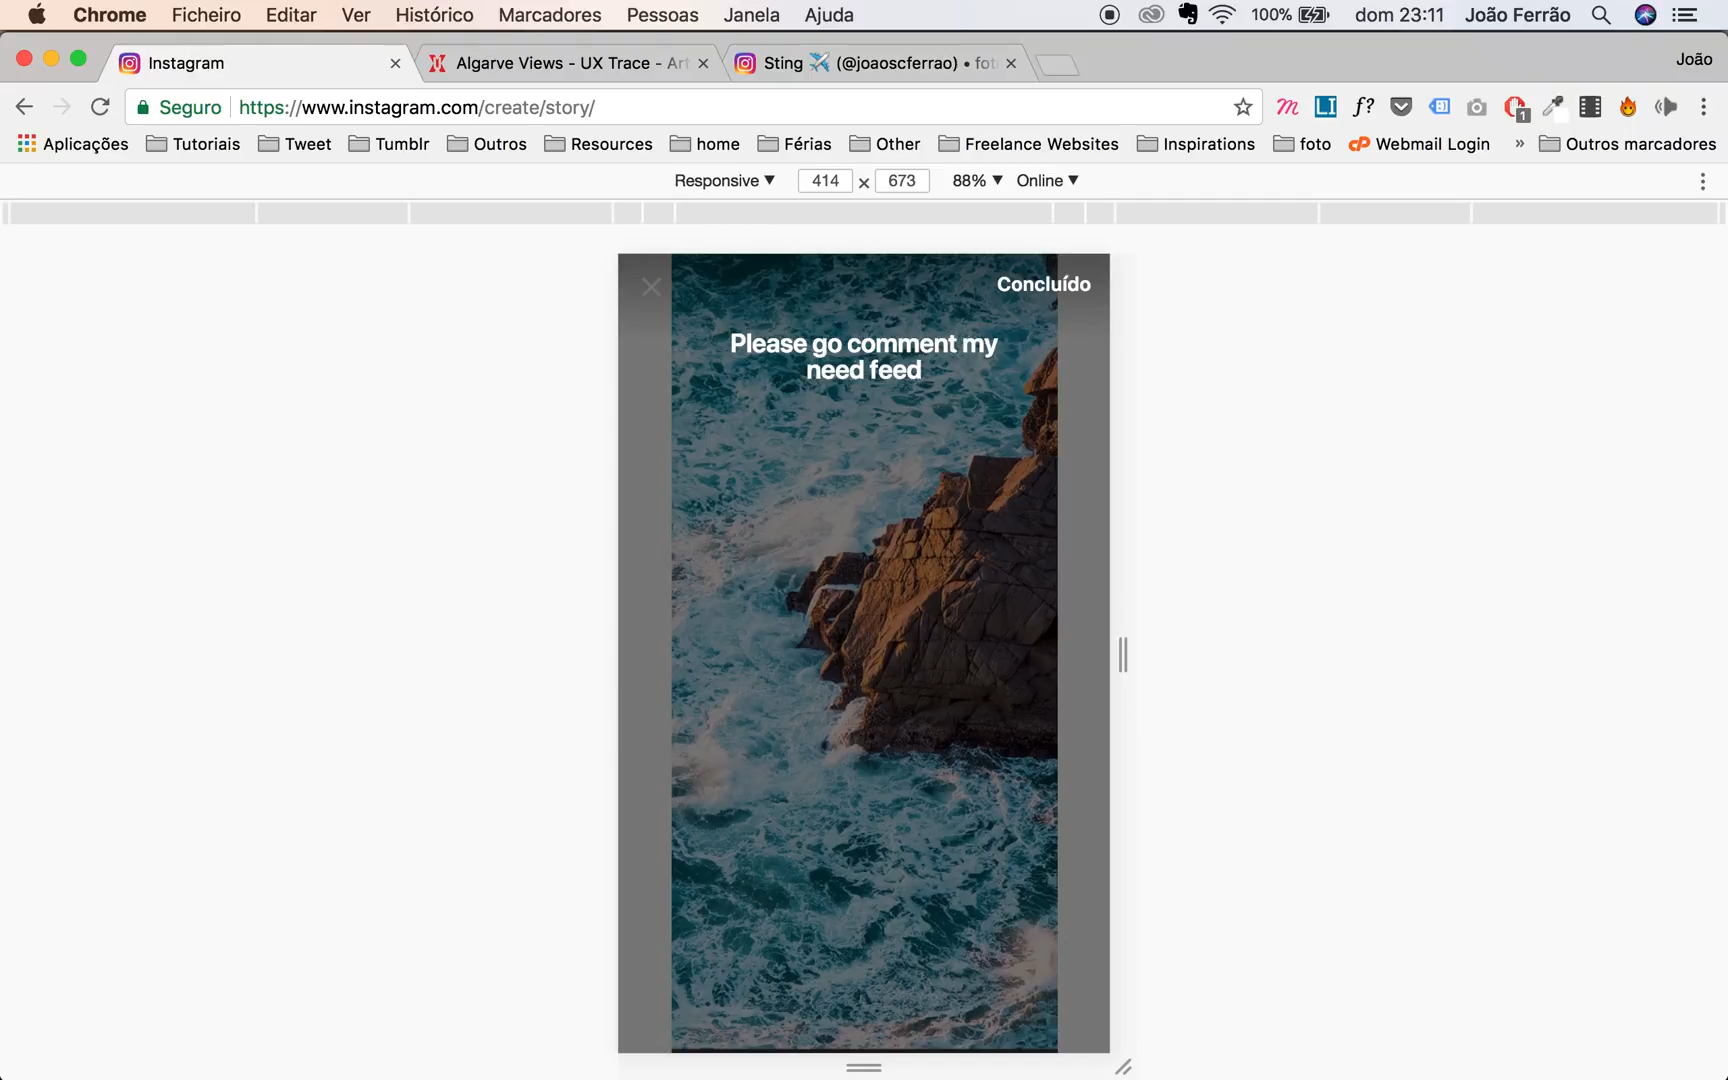 Chrome Ficheiro Editar Ver Histórico Marcadores Pessoas Janela Ajuda 100% dom 23:11 João Ferrão
Instagram Algarve Views - UX Trace - Art Sting ✈️ (@joaoscferrao) • fot João
Seguro https://www.instagram.com/create/story/ m LI f? 1
Aplicações Tutoriais Tweet Tumblr Outros Resources home Férias Other Freelance Websites Inspirations foto cP Webmail Login » Outros marcadores
Responsive ▼ 414 × 673 88% ▼ Online ▼
Concluído
Please go comment my
need feed